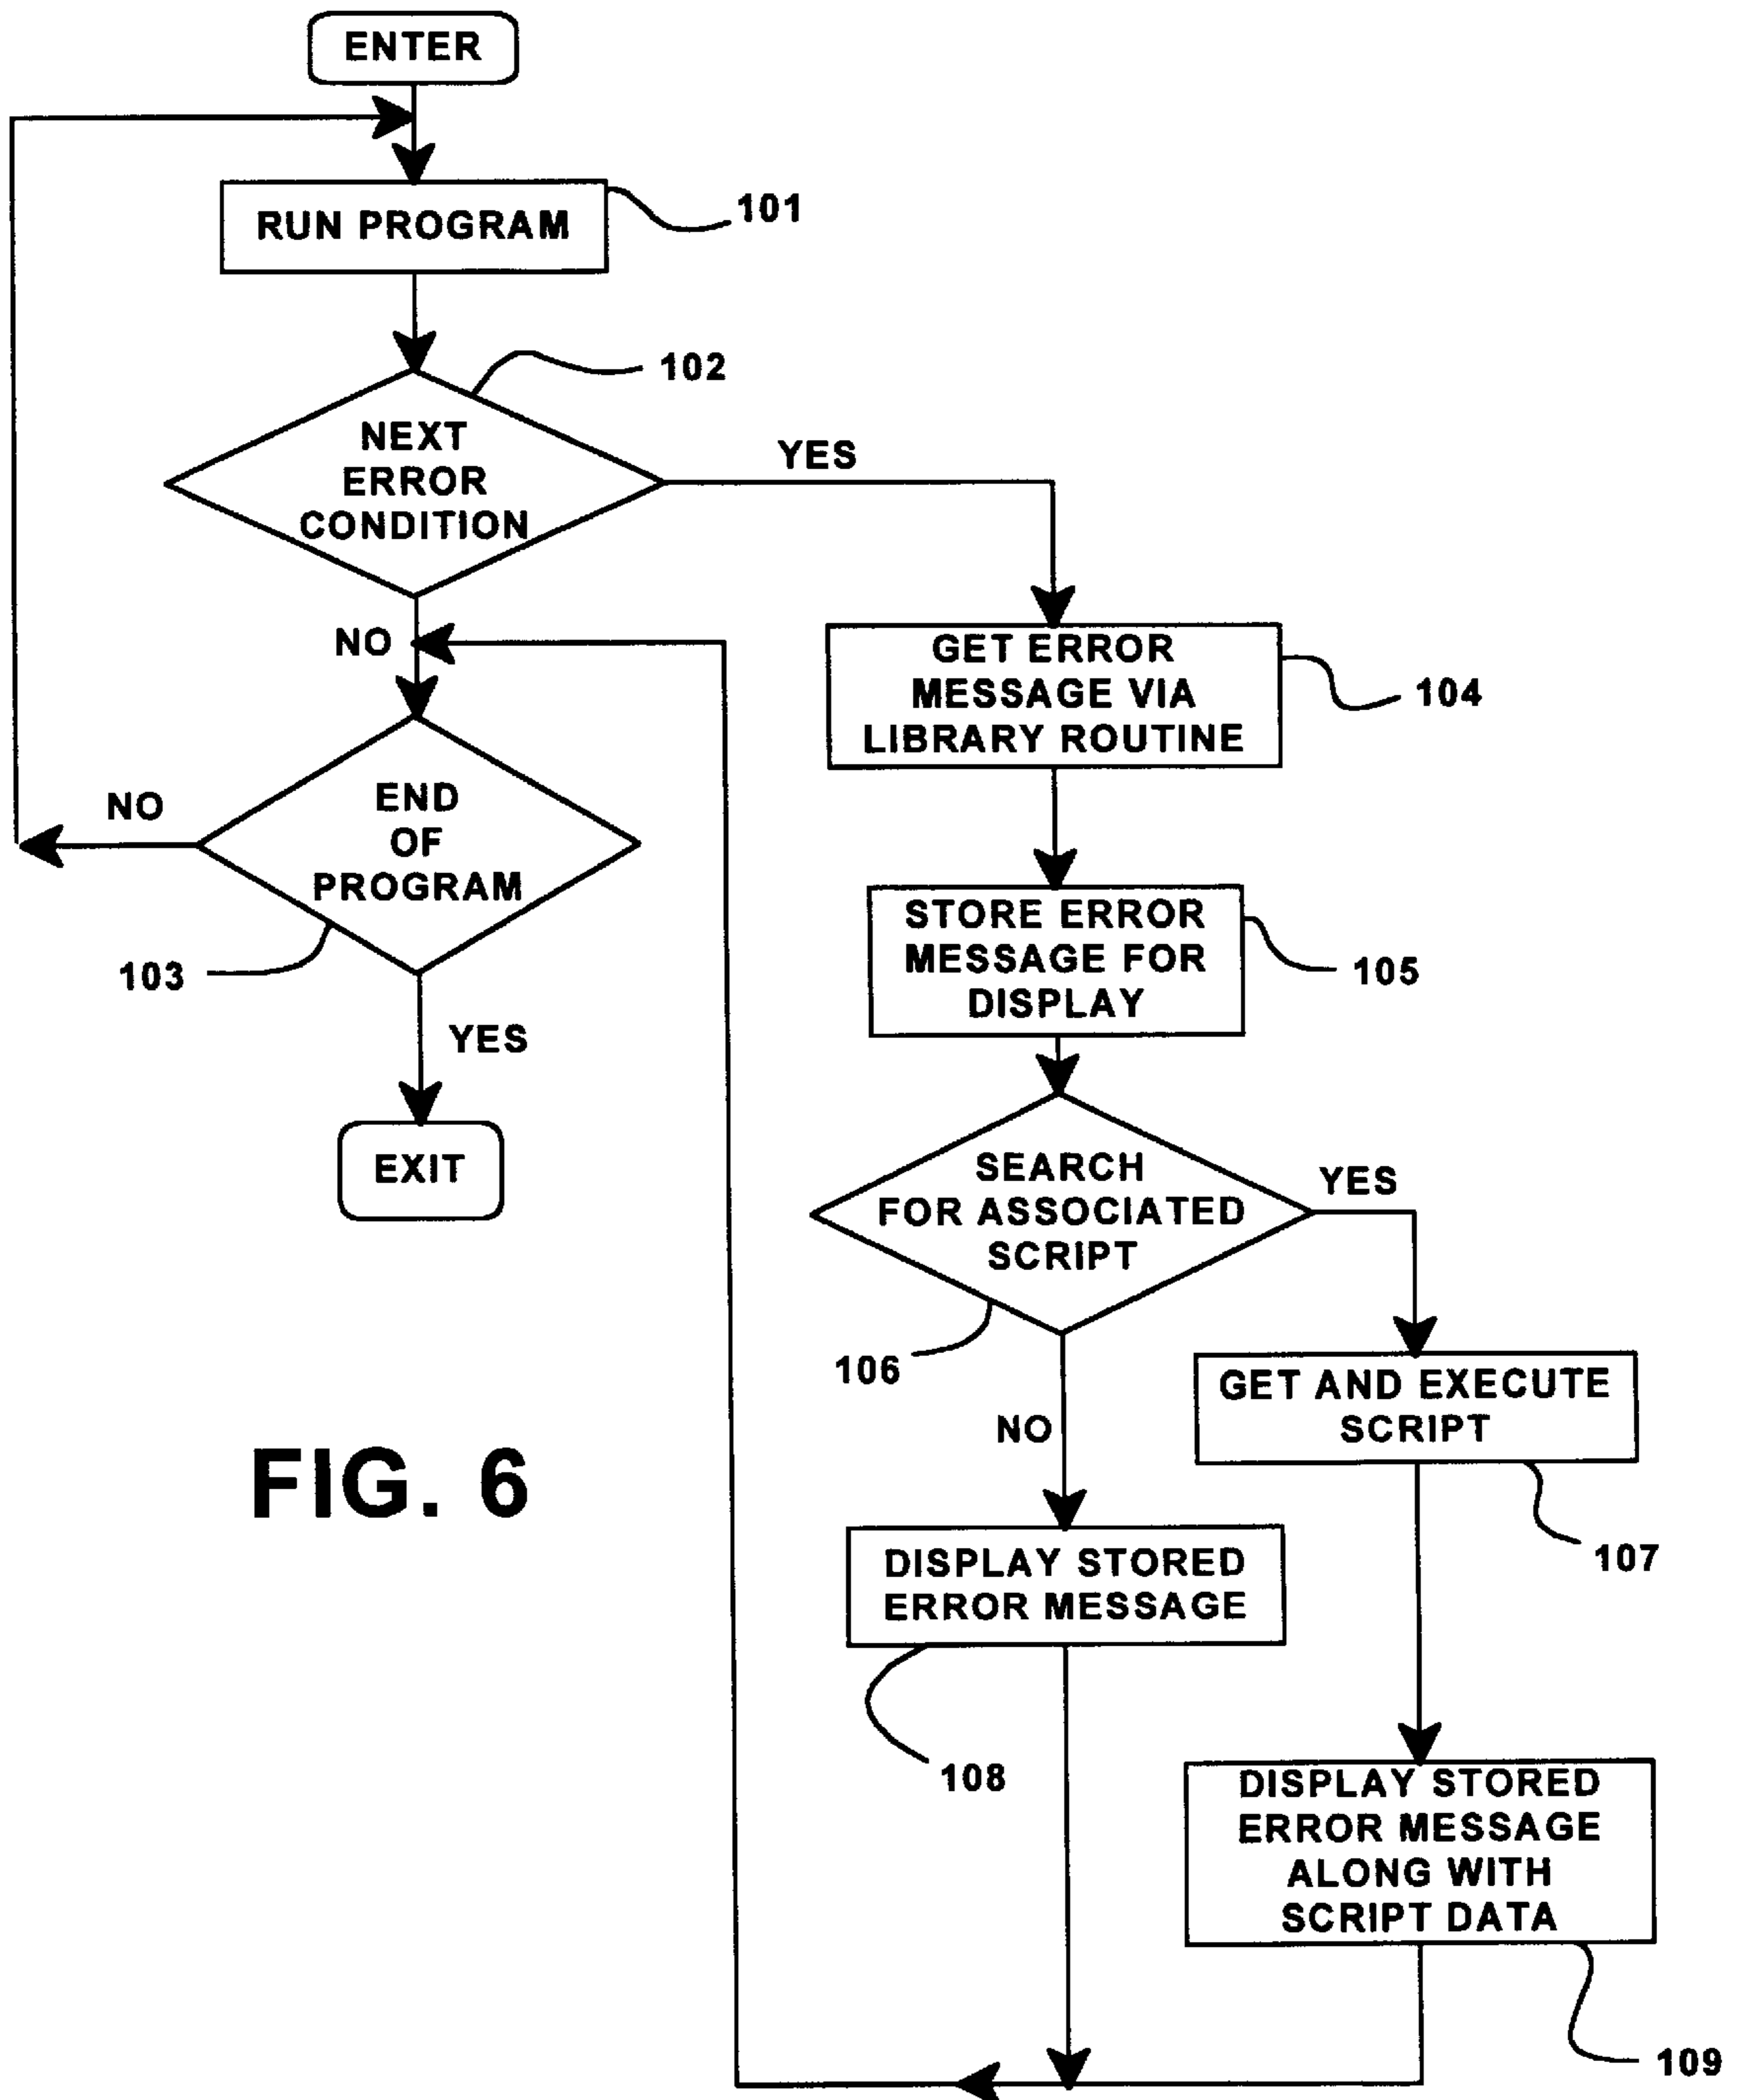 ENTER
RUN PROGRAM
101
102
NEXT
ERROR
CONDITION
YES
NO
GET ERROR
MESSAGE VIA
LIBRARY ROUTINE
104
NO
END
OF
PROGRAM
103
YES
STORE ERROR
MESSAGE FOR
DISPLAY
105
EXIT
SEARCH
FOR ASSOCIATED
SCRIPT
YES
106
NO
GET AND EXECUTE
SCRIPT
107
FIG. 6
DISPLAY STORED
ERROR MESSAGE
108
DISPLAY STORED
ERROR MESSAGE
ALONG WITH
SCRIPT DATA
109